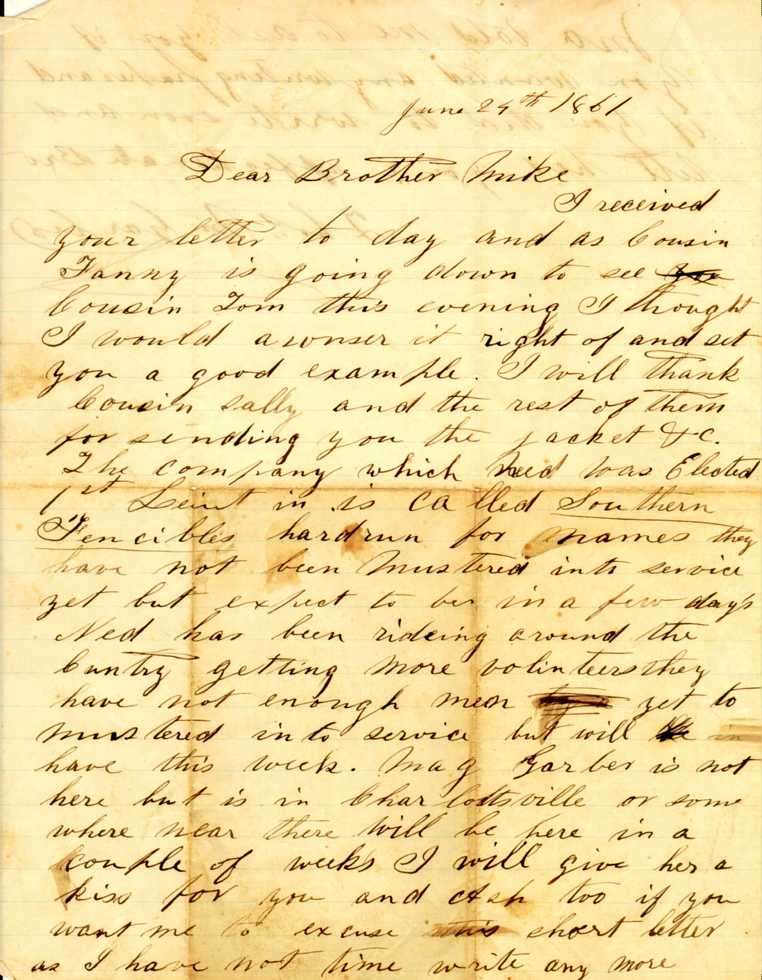 June 24th 1861
Dear Brother Mike
I received
your letter to day and as Cousin
Fanny is going down to see you
Cousin Tom this evening I thought
I would awnser it right of and set
you a good example. I will thank
Cousin Sally and the rest of them
for sending you the jacket &c.
The company which Ned was Elected
1st Leiut in is called Southern
Fencibles hardrun for names they
have not been mustered into service
yet but expect to be in a few day's
Ned has been rideing around the
Cuntry getting more volinteers they
have not enough men yet to
mustered into service but will be in
have this week. Mag Garber is not
here but is in Charlottsville or some
where near there will be here in a
couple of weeks I will give her a
kiss for you and Ash too if you
want me to excuse this short letter
as I have not time write any more